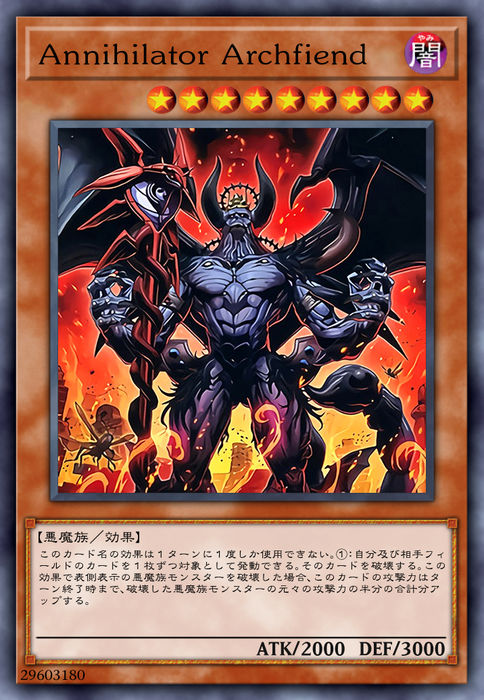 Annihilator Archfiend
やみ
闇
【悪魔族／効果】
このカード名の効果は１ターンに１度しか使用できない。①：自分及び相手フィ
ールドのカードを１枚ずつ対象として発動できる。そのカードを破壊する。この
効果で表側表示の悪魔族モンスターを破壊した場合、このカードの攻撃力はター
ン終了時まで、破壊した悪魔族モンスターの元々の攻撃力の半分の合計分ア
ップする。
ATK/2000 DEF/3000
29603180